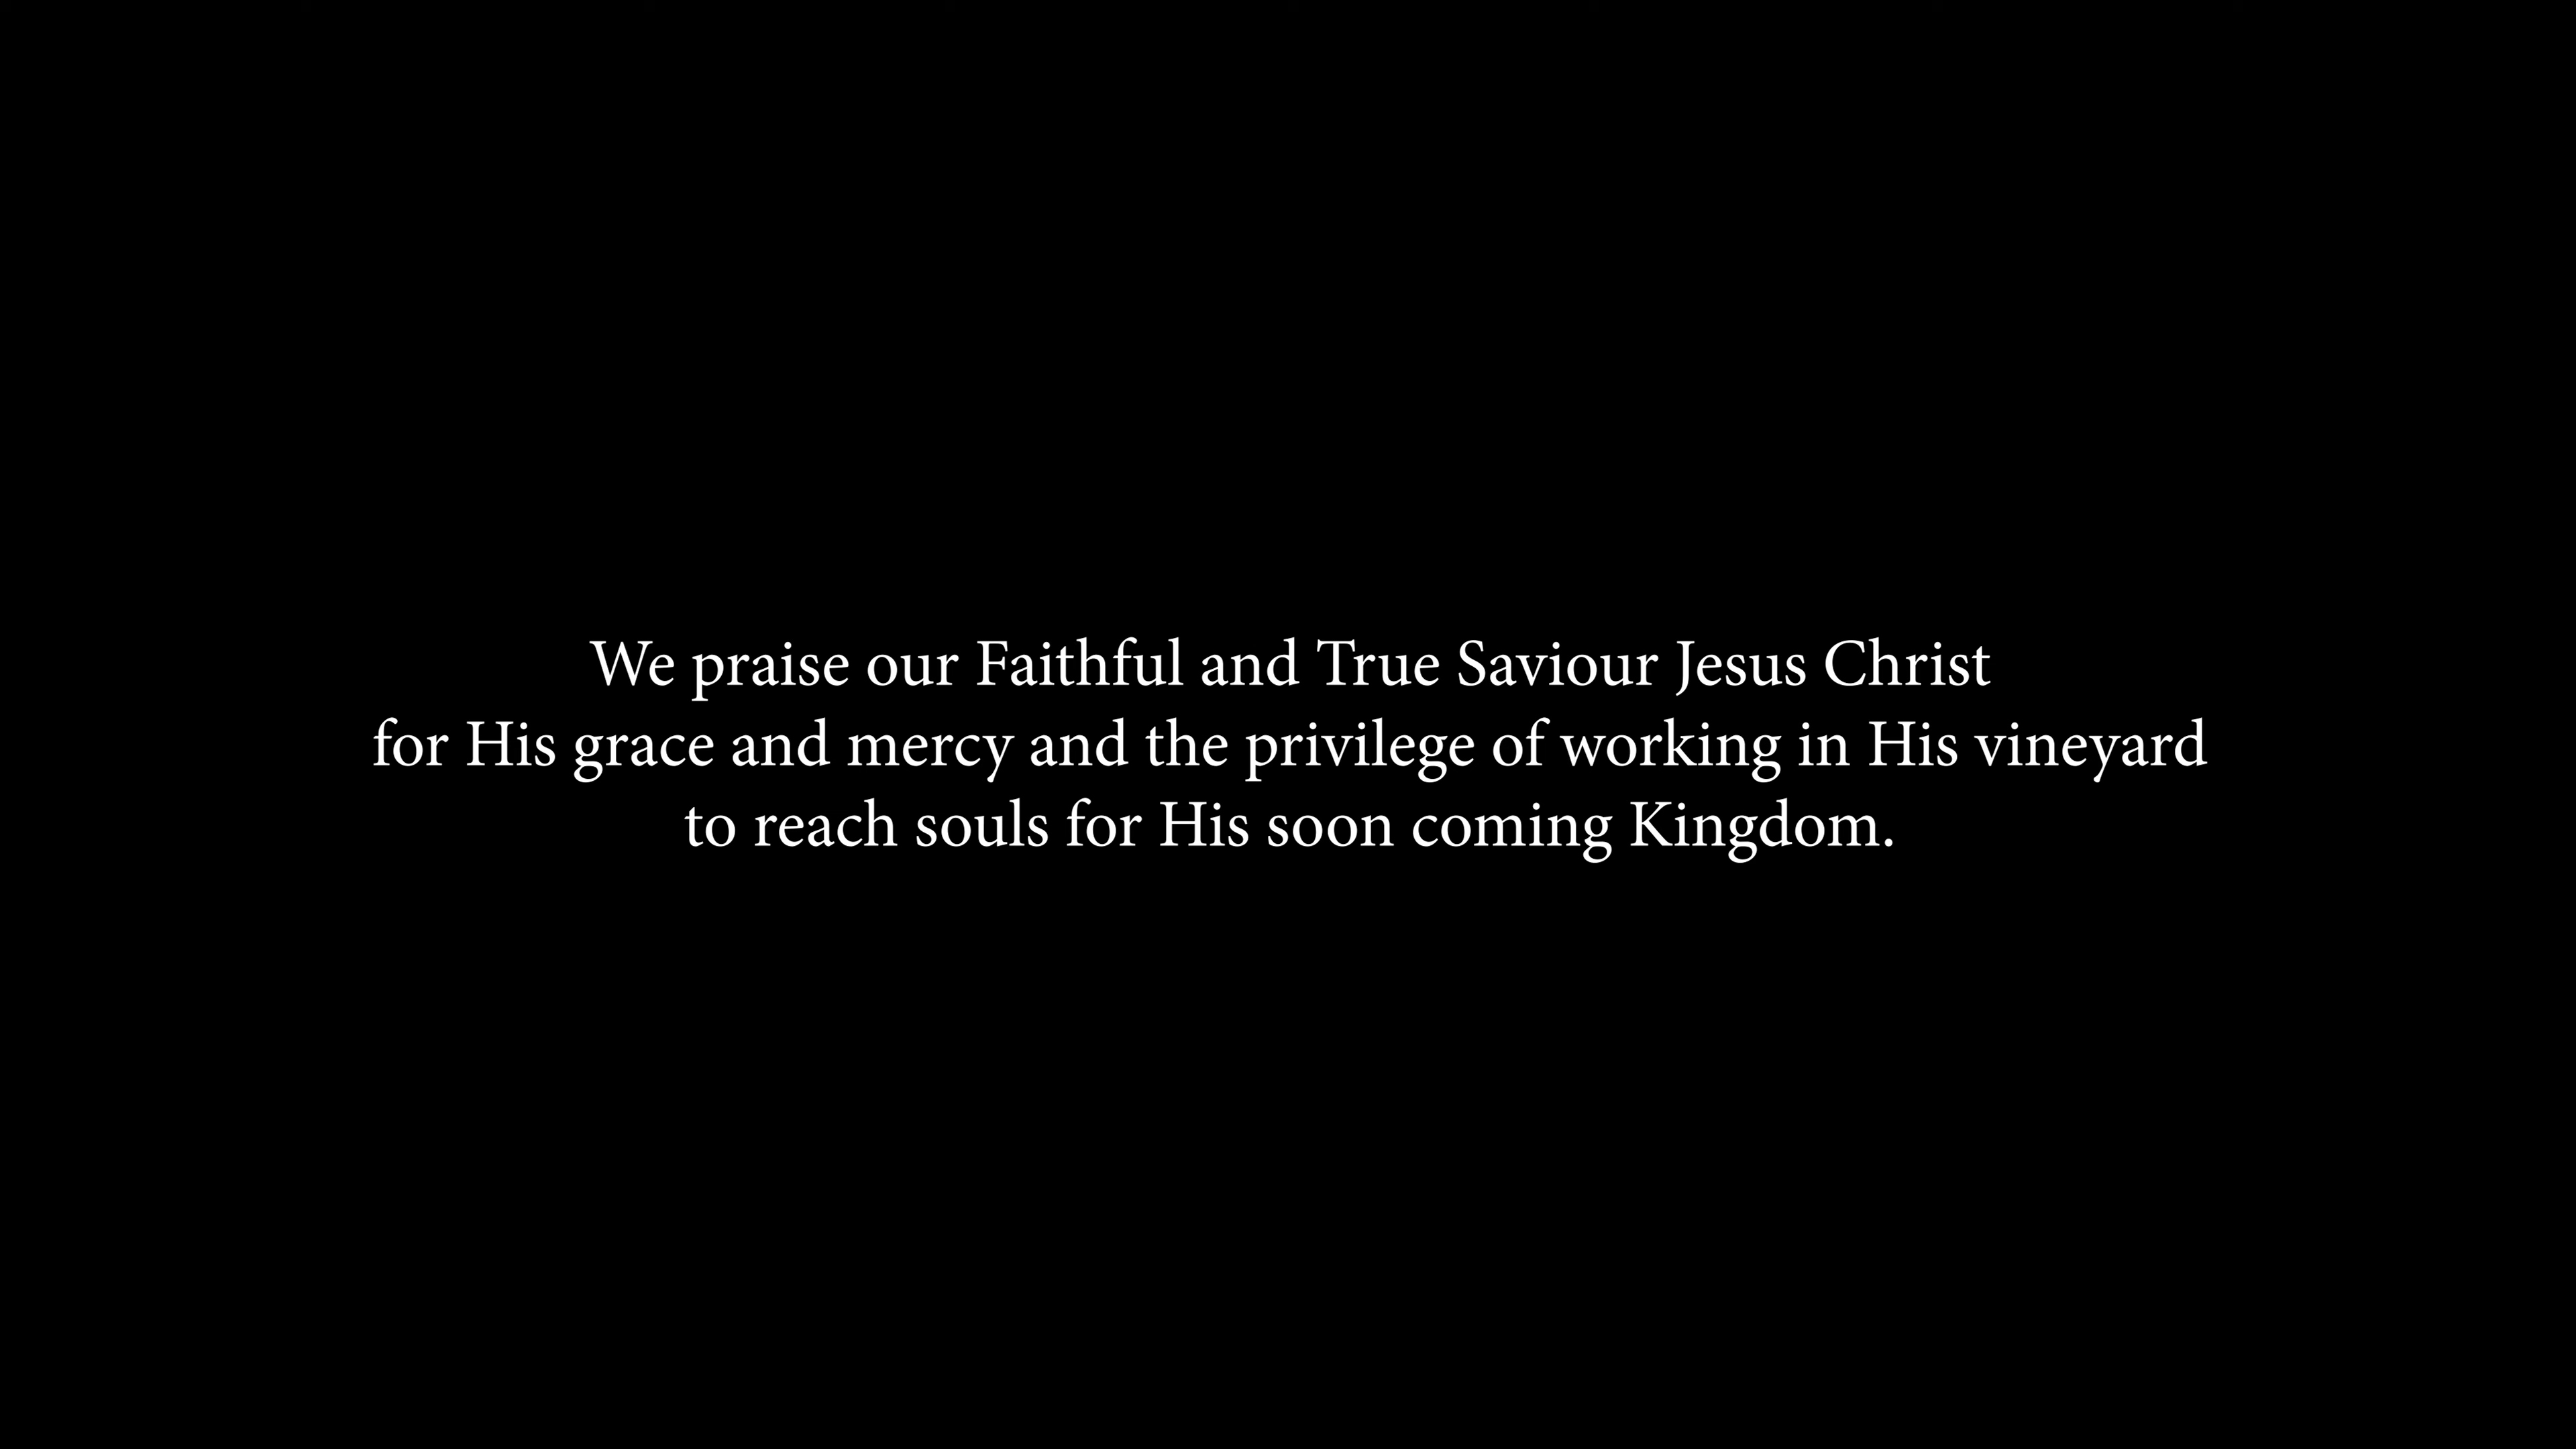 We praise our Faithful and True Saviour Jesus Christ
for His grace and mercy and the privilege of working in His vineyard
to reach souls for His soon coming Kingdom.